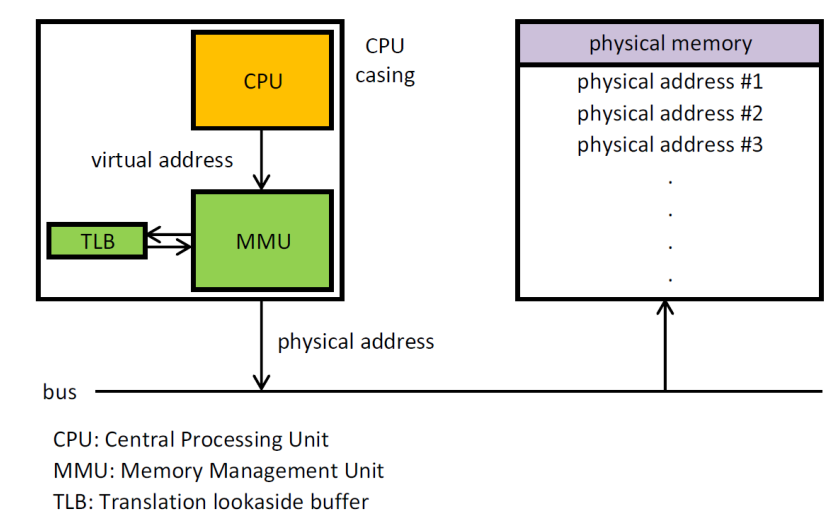 CPU
casing
CPU
virtual address
TLB
MMU
physical address
bus
physical memory
physical address #1
physical address #2
physical address #3
.
.
.
.
CPU: Central Processing Unit
MMU: Memory Management Unit
TLB: Translation lookaside buffer